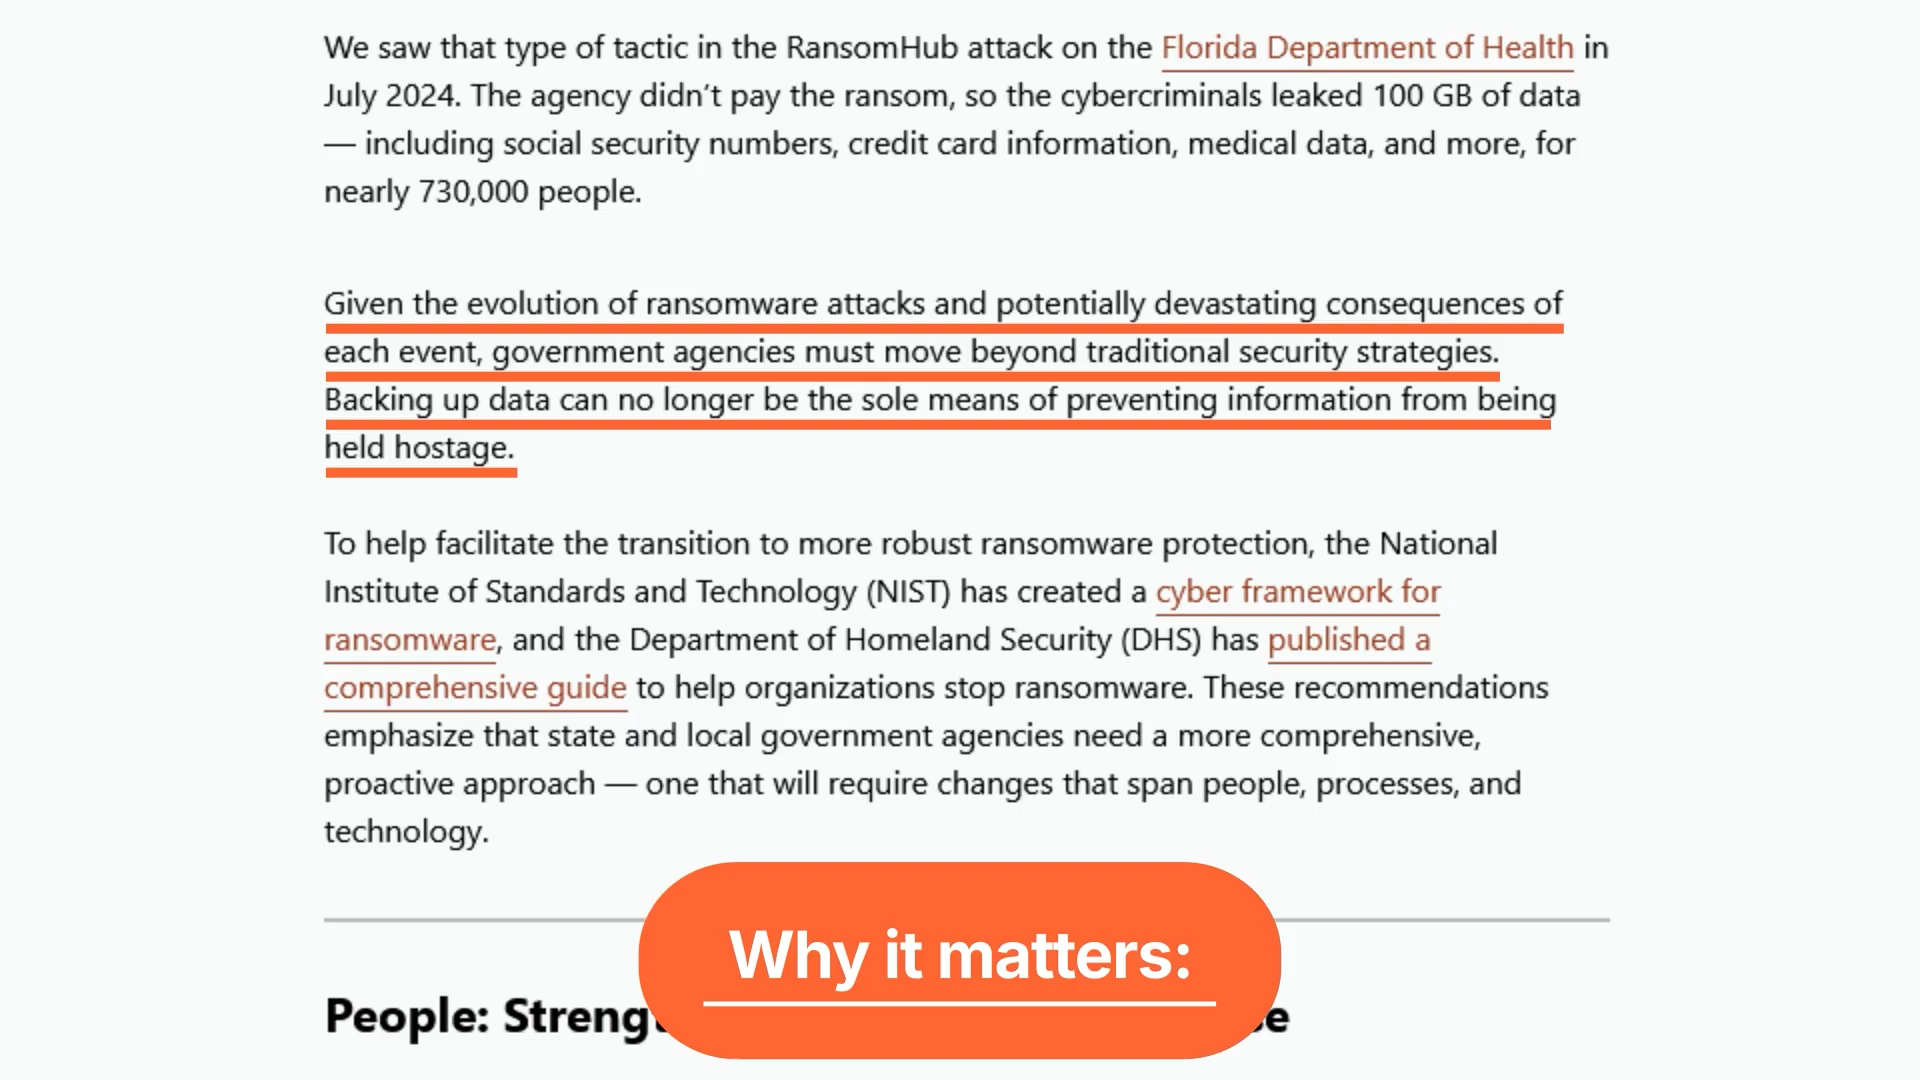 We saw that type of tactic in the RansomHub attack on the Florida Department of Health in
July 2024. The agency didn’t pay the ransom, so the cybercriminals leaked 100 GB of data
— including social security numbers, credit card information, medical data, and more, for
nearly 730,000 people.
Given the evolution of ransomware attacks and potentially devastating consequences of
each event, government agencies must move beyond traditional security strategies.
Backing up data can no longer be the sole means of preventing information from being
held hostage.
To help facilitate the transition to more robust ransomware protection, the National
Institute of Standards and Technology (NIST) has created a cyber framework for
ransomware, and the Department of Homeland Security (DHS) has published a
comprehensive guide to help organizations stop ransomware. These recommendations
emphasize that state and local government agencies need a more comprehensive,
proactive approach — one that will require changes that span people, processes, and
technology.
Why it matters:
People: